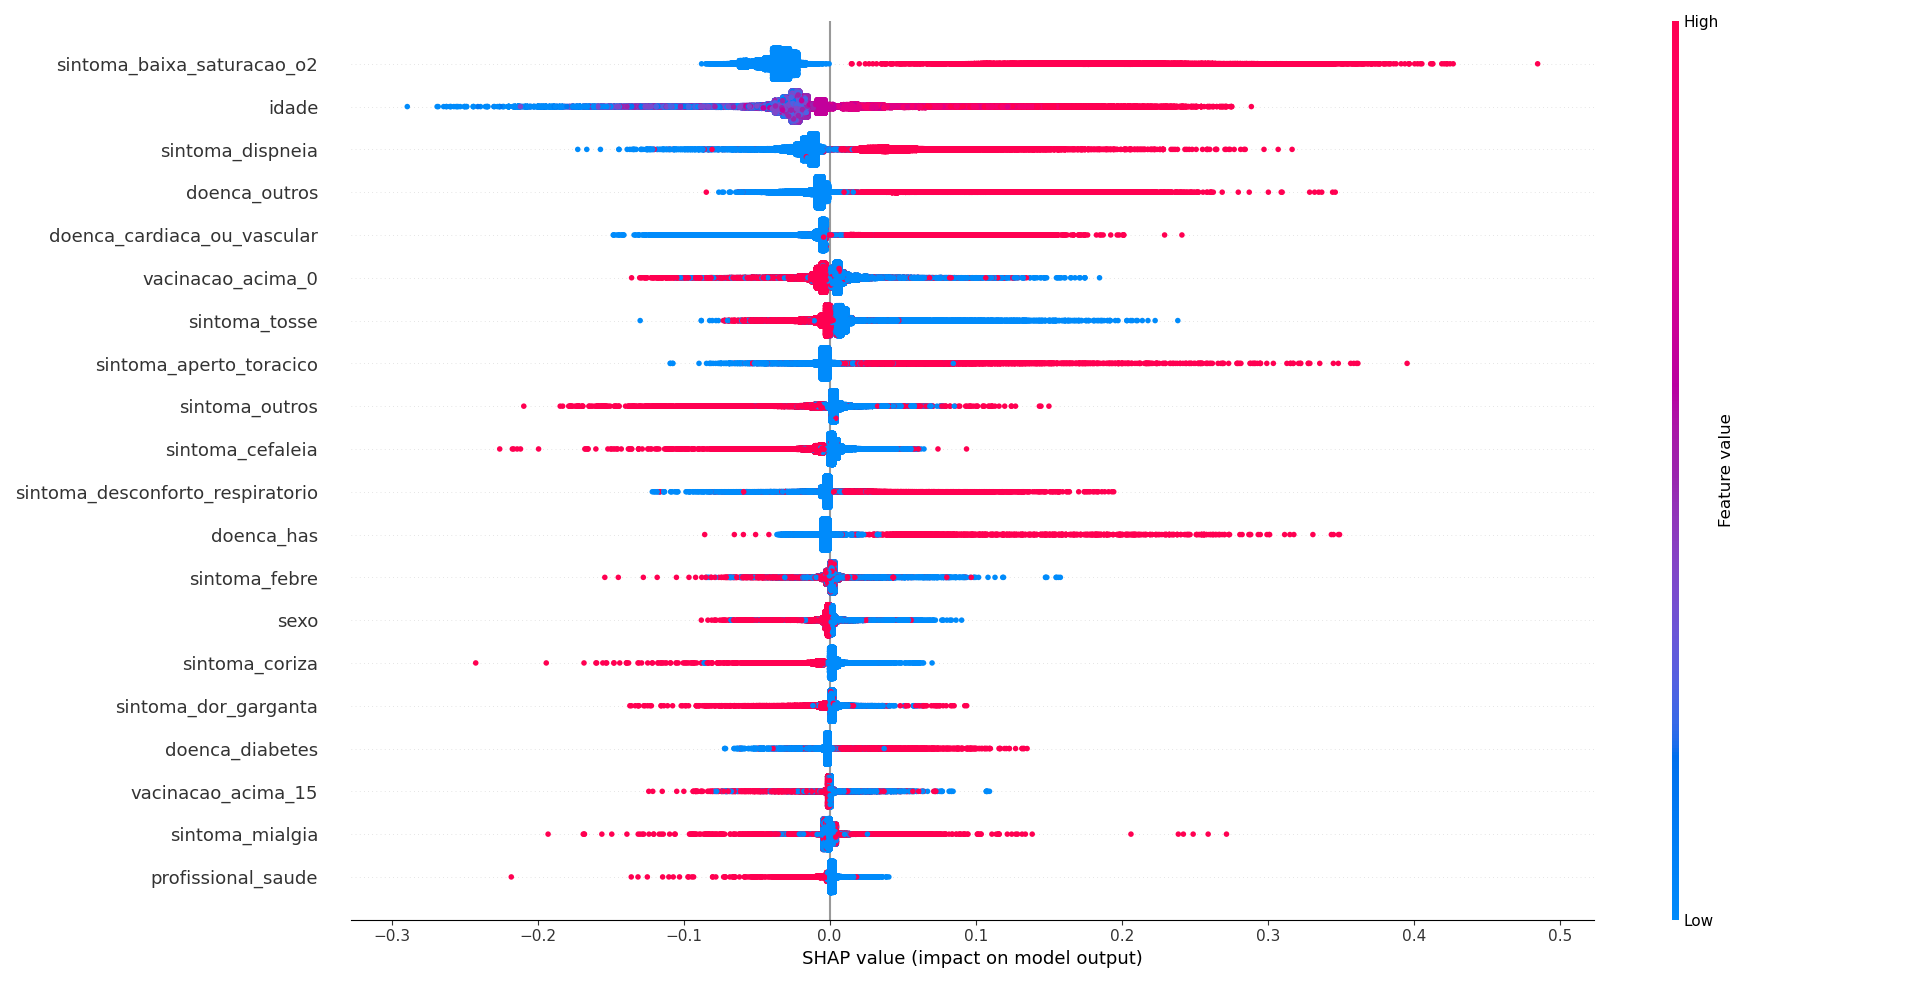 High
sintoma_baixa_saturacao_o2
idade
sintoma_dispneia
doenca_outros
doenca_cardiaca_ou_vascular
vacinacao_acima_0
sintoma_tosse
sintoma_aperto_toracico
sintoma_outros
sintoma_cefaleia
sintoma_desconforto_respiratorio
doenca_has
sintoma_febre
sexo
sintoma_coriza
sintoma_dor_garganta
doenca_diabetes
vacinacao_acima_15
sintoma_mialgia
profissional_saude
Feature value
Low
−0.3 −0.2 −0.1 0.0 0.1 0.2 0.3 0.4 0.5
SHAP value (impact on model output)